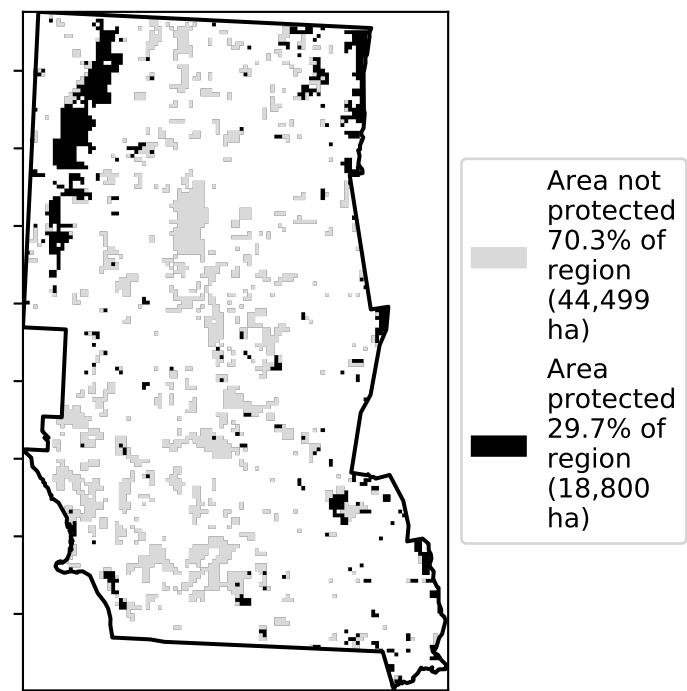 Area not
protected
70.3% of
region
(44,499
ha)
Area
protected
29.7% of
region
(18,800
ha)